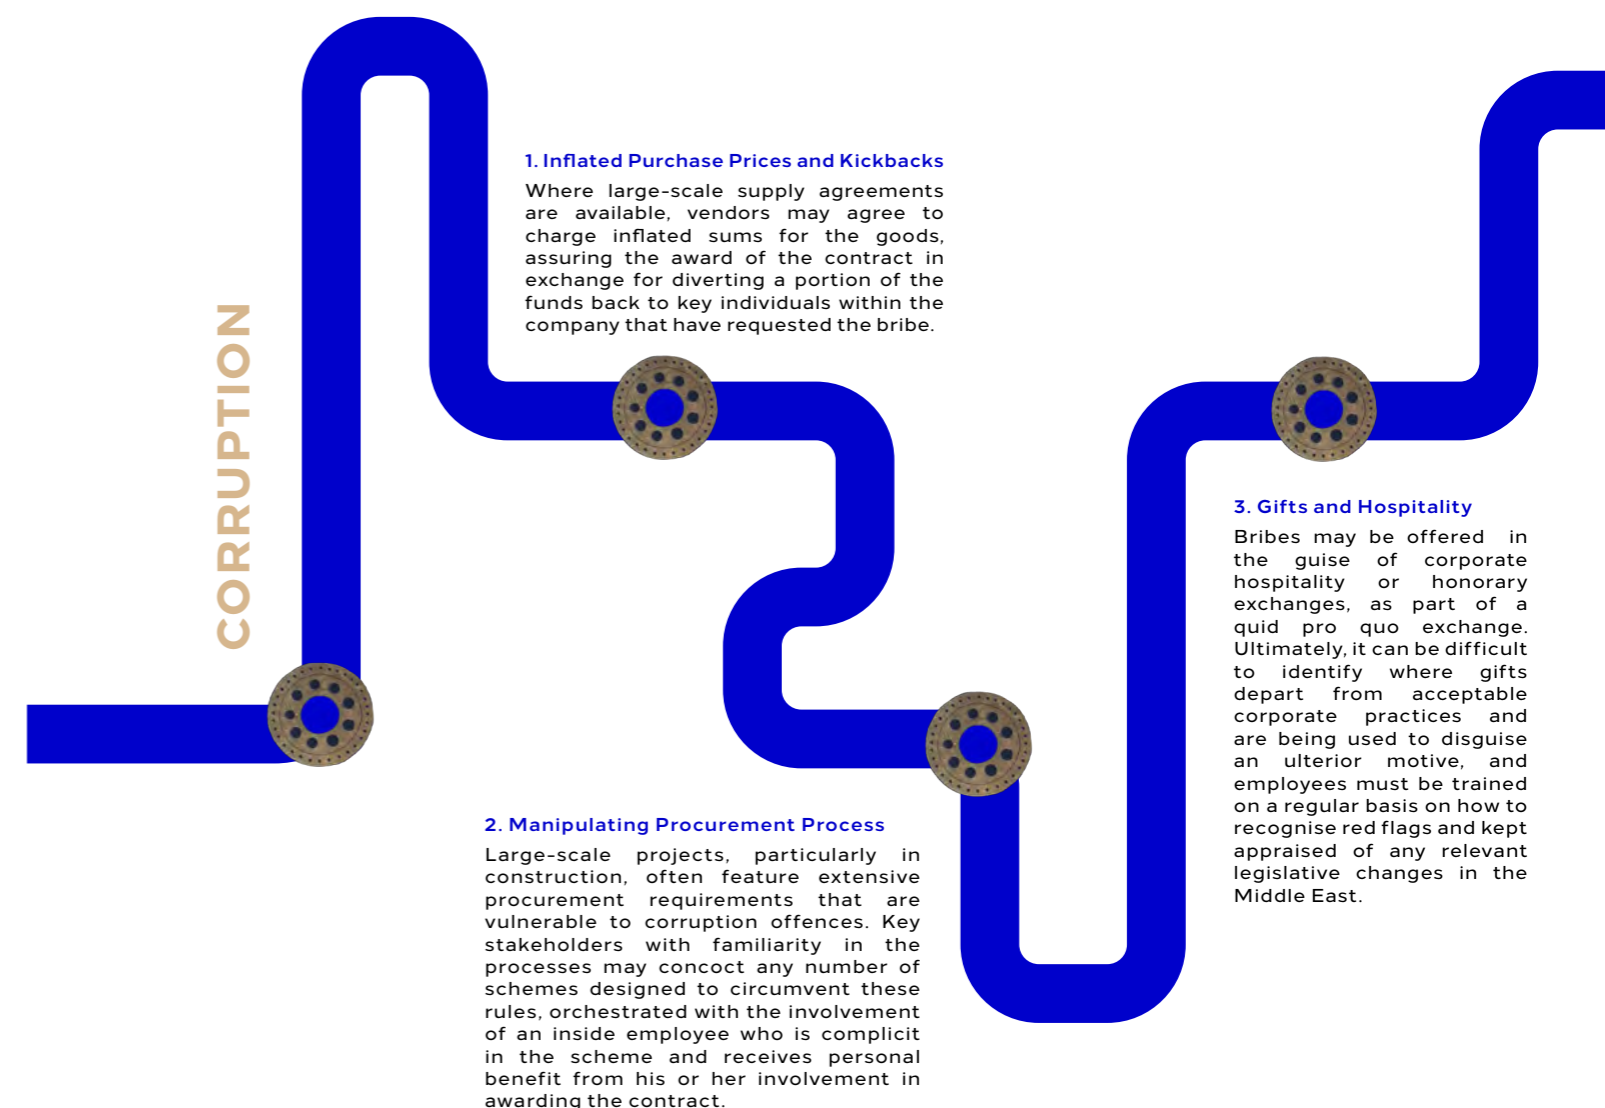 CORRUPTION
1. Inflated Purchase Prices and Kickbacks
Where large-scale supply agreements
are available, vendors may agree to
charge inflated sums for the goods,
assuring the award of the contract in
exchange for diverting a portion of the
funds back to key individuals within the
company that have requested the bribe.
2. Manipulating Procurement Process
Large-scale projects, particularly in
construction, often feature extensive
procurement requirements that are
vulnerable to corruption offences. Key
stakeholders with familiarity in the
processes may concoct any number of
schemes designed to circumvent these
rules, orchestrated with the involvement
of an inside employee who is complicit
in the scheme and receives personal
benefit from his or her involvement in
awarding the contract.
3. Gifts and Hospitality
Bribes may be offered in
the guise of corporate
hospitality or honorary
exchanges, as part of a
quid pro quo exchange.
Ultimately, it can be difficult
to identify where gifts
depart from acceptable
corporate practices and
are being used to disguise
an ulterior motive, and
employees must be trained
on a regular basis on how to
recognise red flags and kept
appraised of any relevant
legislative changes in the
Middle East.